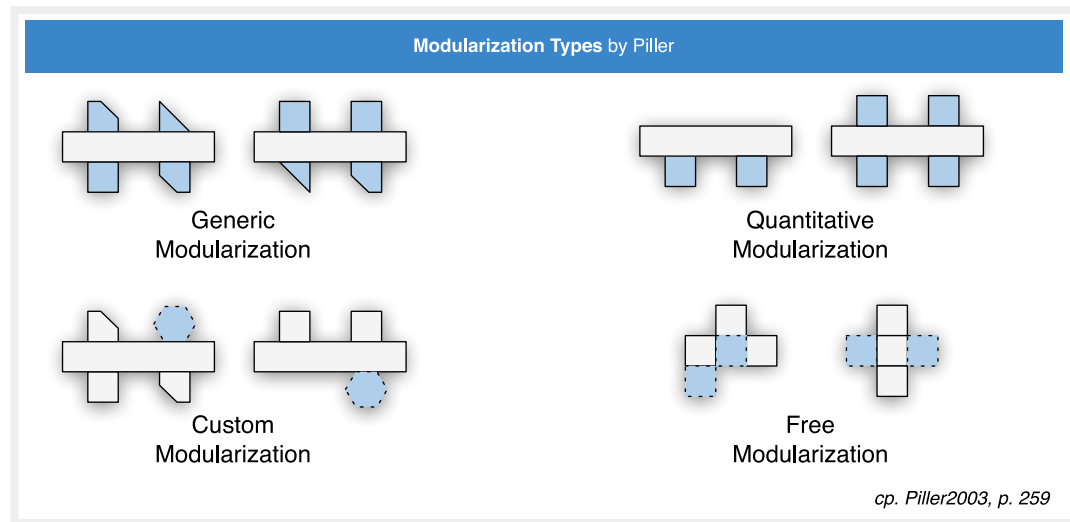 Modularization Types by Piller
Generic
Modularization
Quantitative
Modularization
Custom
Modularization
Free
Modularization
cp. Piller2003, p. 259